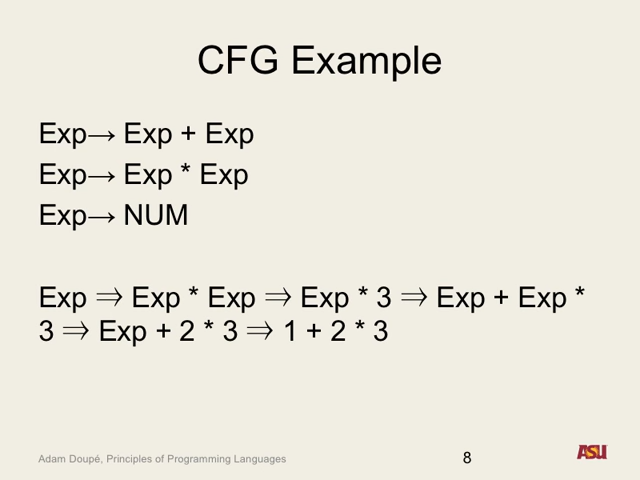 CFG Example
Exp→ Exp + Exp
Exp→ Exp * Exp
Exp→ NUM
Exp ⇒ Exp * Exp ⇒ Exp * 3 ⇒ Exp + Exp *
3 ⇒ Exp + 2 * 3 ⇒ 1 + 2 * 3
Adam Doupé, Principles of Programming Languages
8
ASU